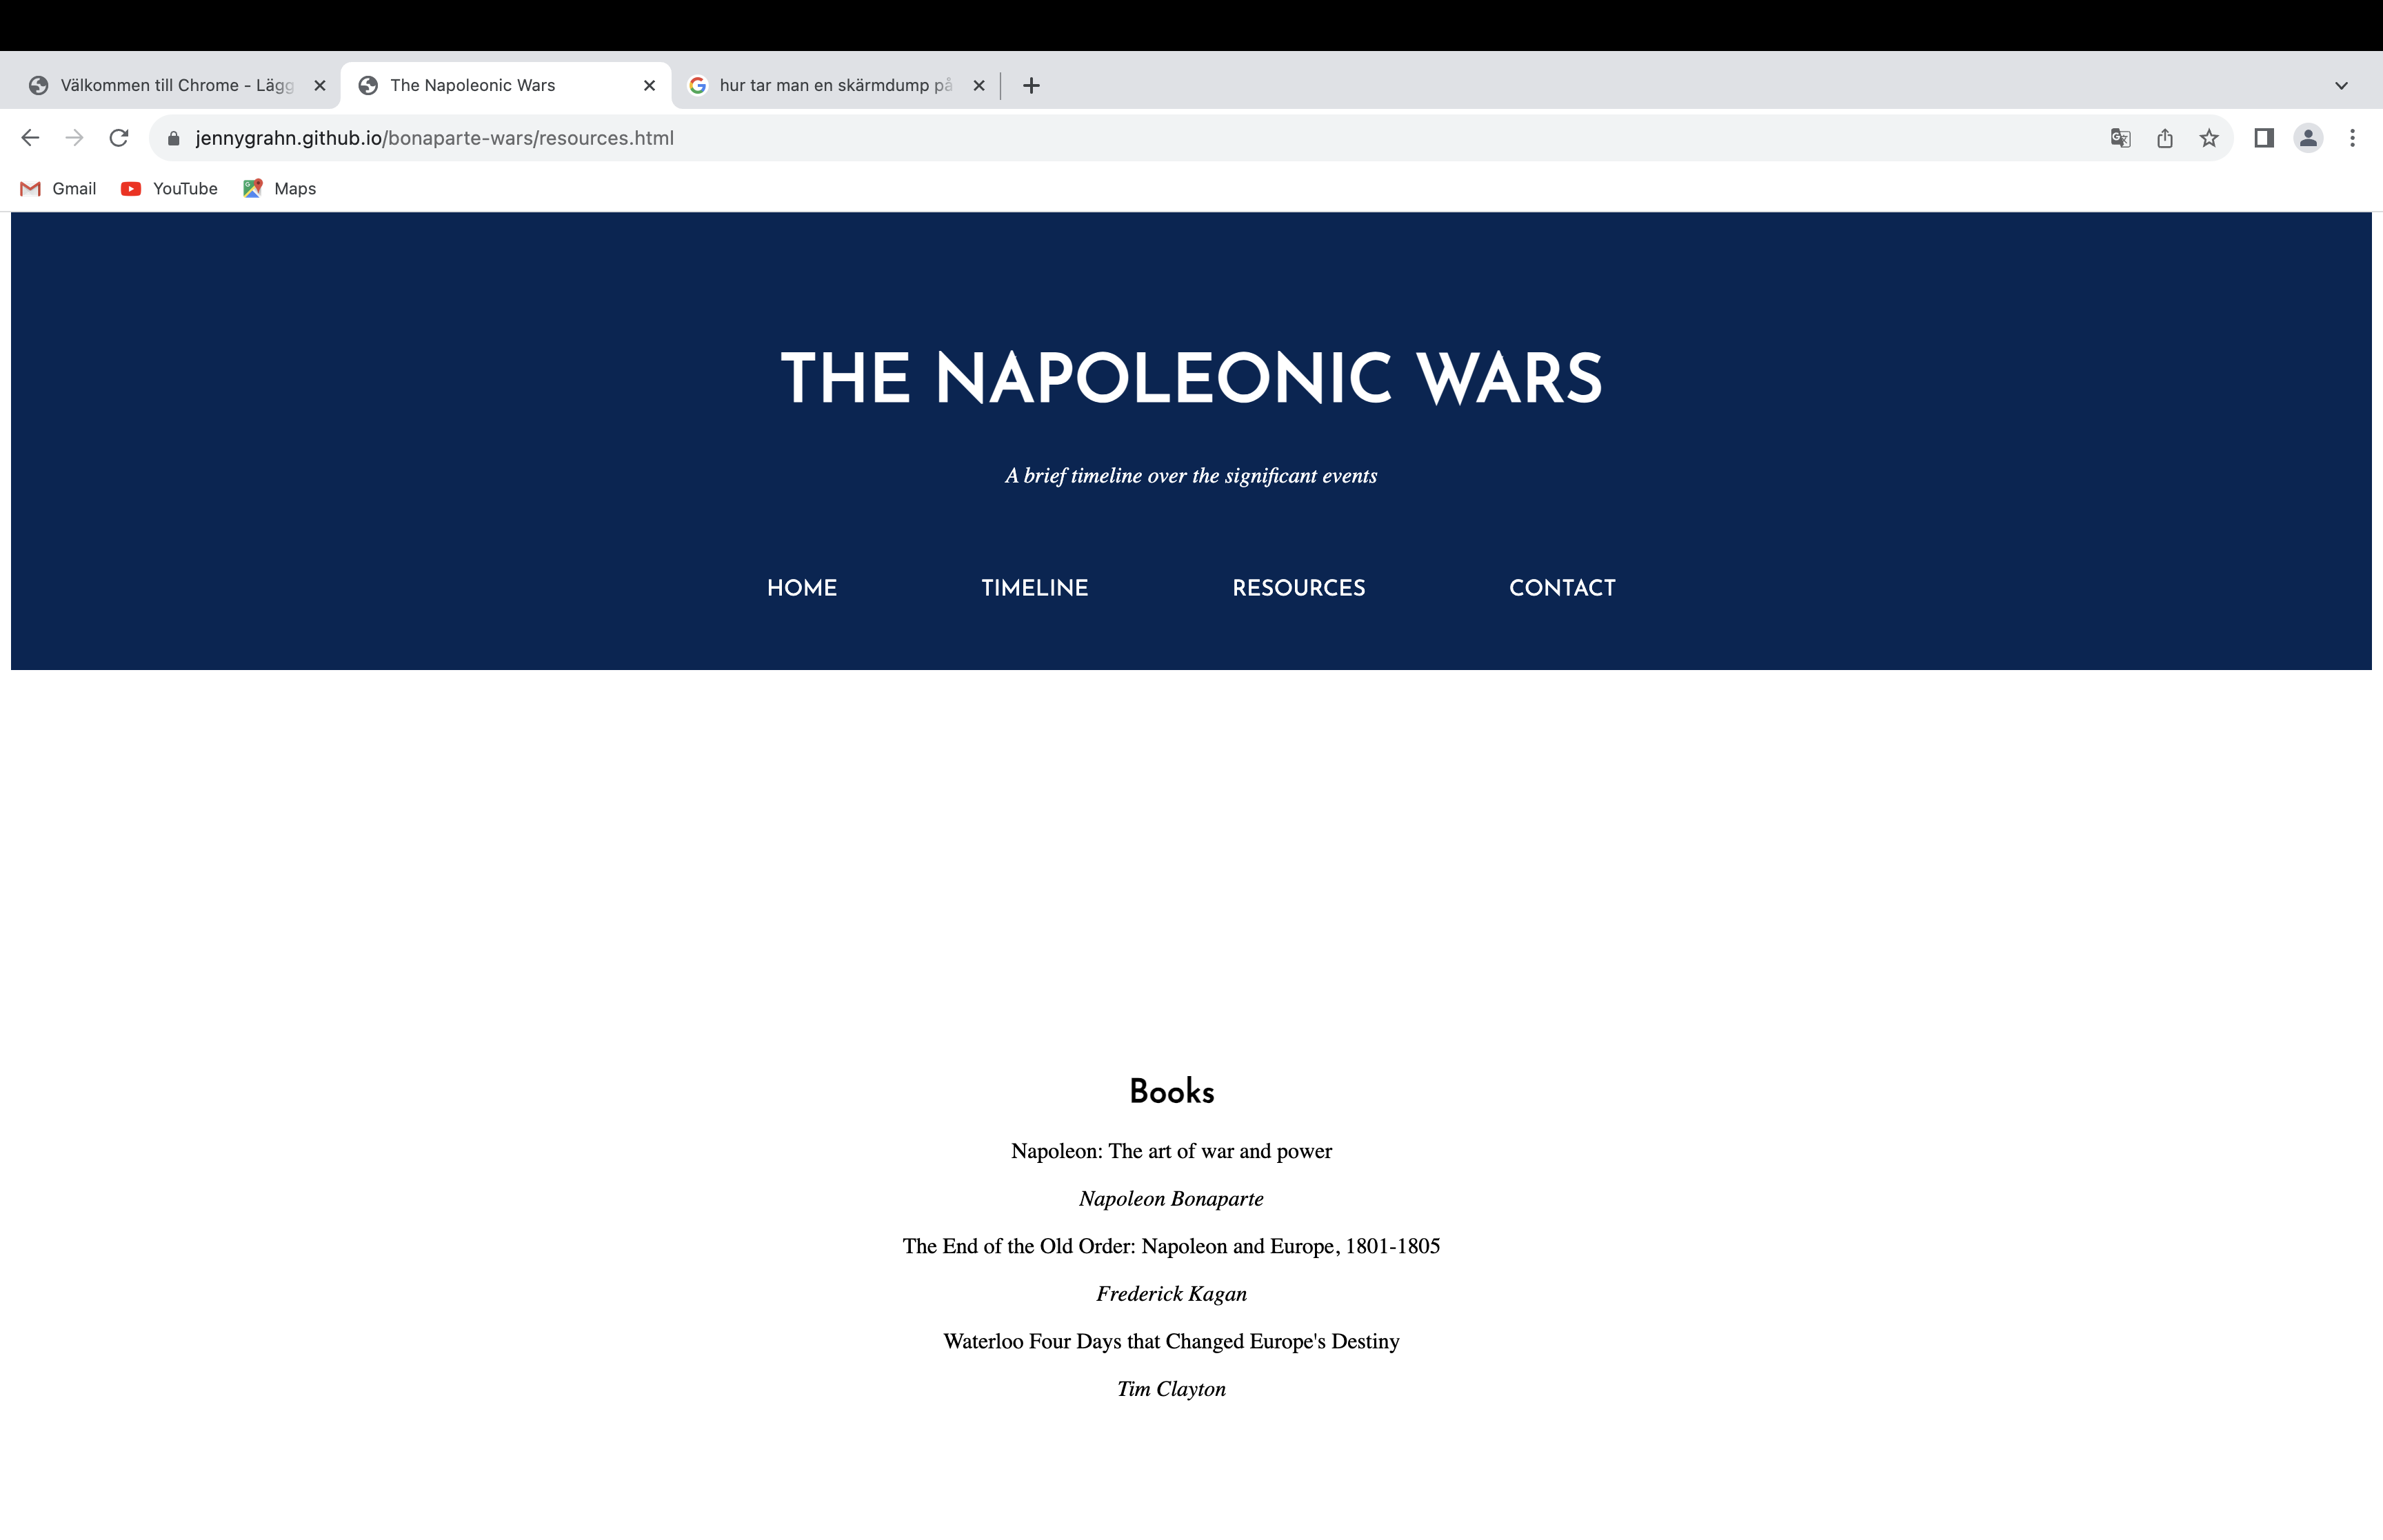 Välkommen till Chrome - Lägg
The Napoleonic Wars
hur tar man en skärmdump på
jennygrahn.github.io/bonaparte-wars/resources.html
Gmail
YouTube
Maps
THE NAPOLEONIC WARS
A brief timeline over the significant events
HOME
TIMELINE
RESOURCES
CONTACT
Books
Napoleon: The art of war and power
Napoleon Bonaparte
The End of the Old Order: Napoleon and Europe, 1801-1805
Frederick Kagan
Waterloo Four Days that Changed Europe's Destiny
Tim Clayton